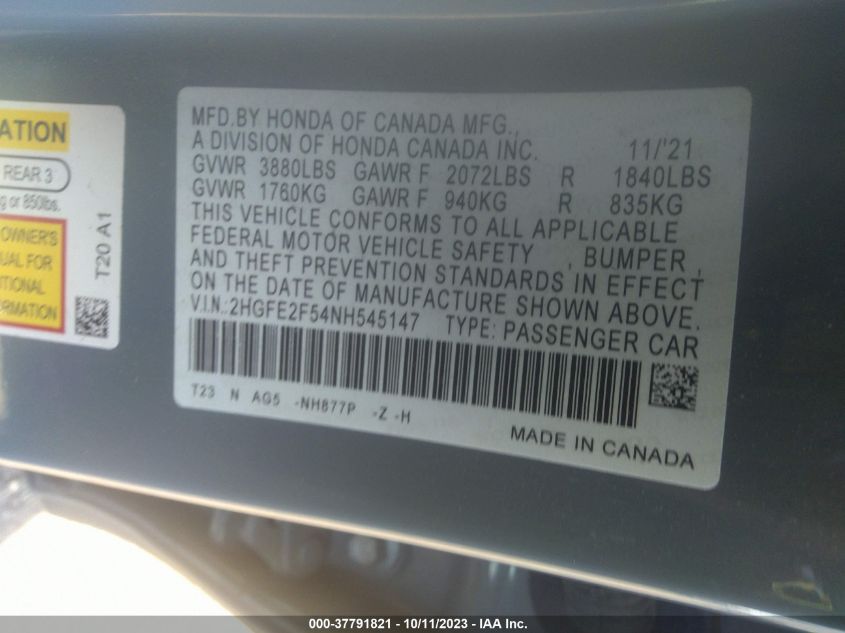 ATION
REAR 3
g or 850lbs.
OWNER'S
UAL FOR
ITIONAL
RMATION
T20 A1
MFD.BY HONDA OF CANADA MFG.,
A DIVISION OF HONDA CANADA INC. 11/'21
GVWR 3880LBS GAWR F 2072LBS R 1840LBS
GVWR 1760KG GAWR F 940KG R 835KG
THIS VEHICLE CONFORMS TO ALL APPLICABLE
FEDERAL MOTOR VEHICLE SAFETY , BUMPER ,
AND THEFT PREVENTION STANDARDS IN EFFECT
ON THE DATE OF MANUFACTURE SHOWN ABOVE.
V.I.N.:2HGFE2F54NH545147 TYPE: PASSENGER CAR
T23 N AG5 -NH877P -Z -H
MADE IN CANADA
000-37791821 - 10/11/2023 - IAA Inc.